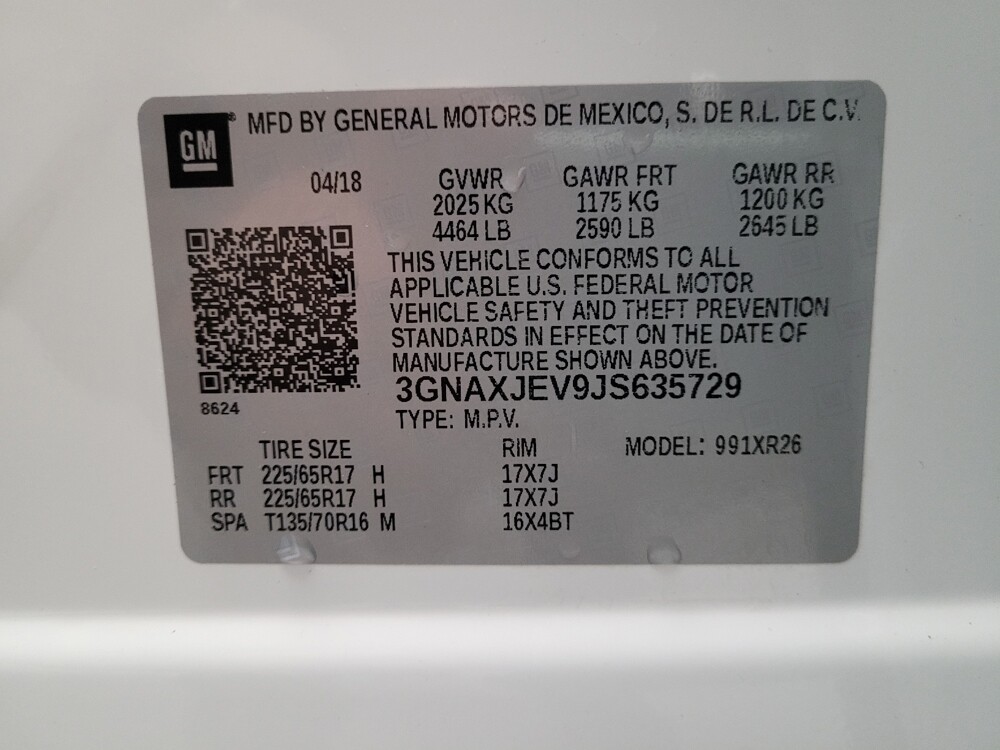 GM
® MFD BY GENERAL MOTORS DE MEXICO, S. DE R.L. DE C.V.
04/18 GVWR GAWR FRT GAWR RR
2025 KG 1175 KG 1200 KG
4464 LB 2590 LB 2645 LB
THIS VEHICLE CONFORMS TO ALL
APPLICABLE U.S. FEDERAL MOTOR
VEHICLE SAFETY AND THEFT PREVENTION
STANDARDS IN EFFECT ON THE DATE OF
MANUFACTURE SHOWN ABOVE.
3GNAXJEV9JS635729
8624
TYPE: M.P.V.
TIRE SIZE RIM MODEL: 991XR26
FRT 225/65R17 H 17X7J
RR 225/65R17 H 17X7J
SPA T135/70R16 M 16X4BT